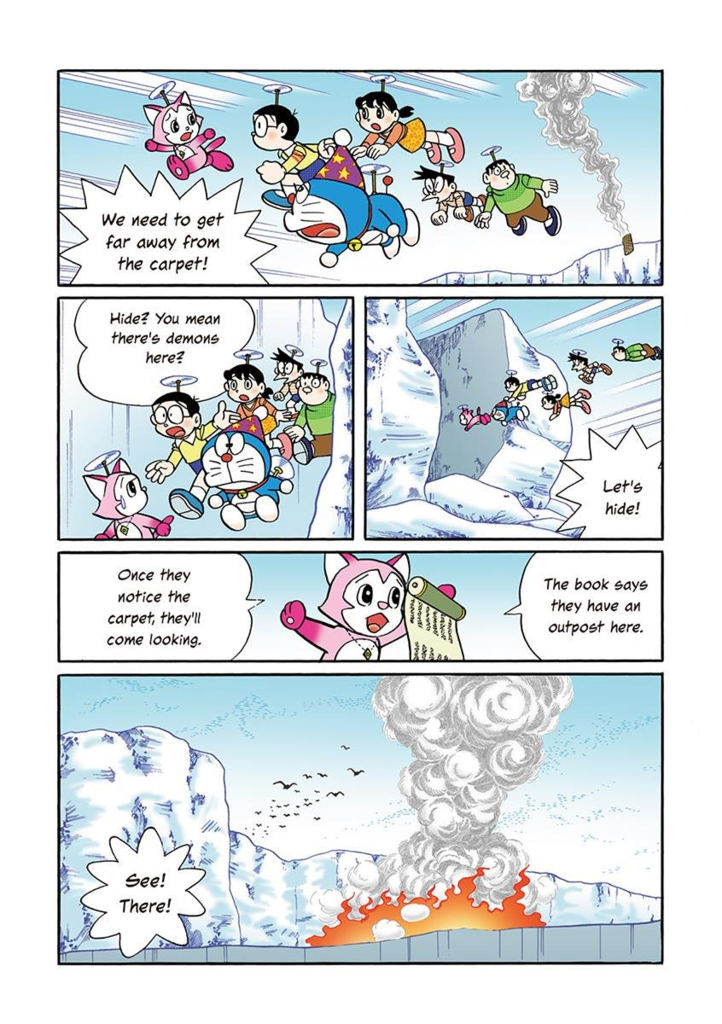 We need to get
far away from
the carpet!
Let's
hide!
Hide? You mean
there's demons
here?
The book says
they have an
outpost here.
Once they
notice the
carpet, they'll
come looking.
See!
There!